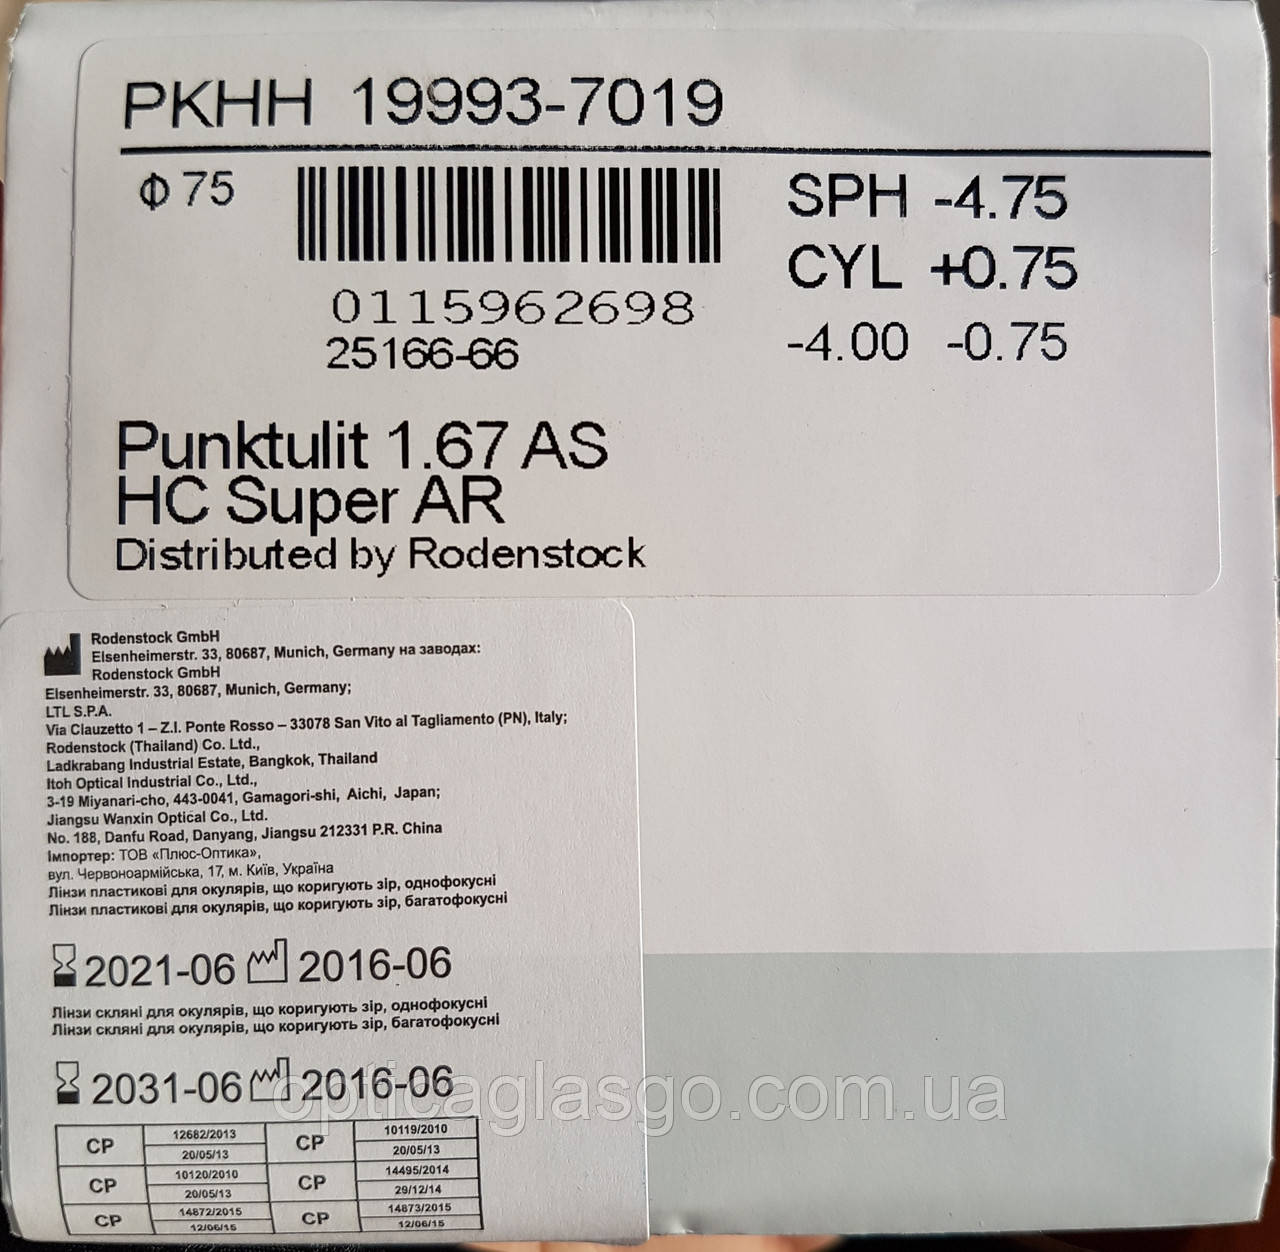 PKHH 19993-7019
Φ 75
SPH -4.75
CYL +0.75
-4.00 -0.75
0115962698
25166-66
Punktulit 1.67 AS
HC Super AR
Distributed by Rodenstock
Rodenstock GmbH
Elsenheimerstr. 33, 80687, Munich, Germany на заводах:
Rodenstock GmbH
Elsenheimerstr. 33, 80687, Munich, Germany;
LTL S.P.A.
Via Clauzetto 1 – Z.I. Ponte Rosso – 33078 San Vito al Tagliamento (PN), Italy;
Rodenstock (Thailand) Co. Ltd.,
Ladkrabang Industrial Estate, Bangkok, Thailand
Itoh Optical Industrial Co., Ltd.,
3-19 Miyanari-cho, 443-0041, Gamagori-shi, Aichi, Japan;
Jiangsu Wanxin Optical Co., Ltd.
No. 188, Danfu Road, Danyang, Jiangsu 212331 P.R. China
Імпортер: ТОВ «Плюс-Оптика»,
вул. Червоноармійська, 17, м. Київ, Україна
Лінзи пластикові для окулярів, що коригують зір, однофокусні
Лінзи пластикові для окулярів, що коригують зір, багатофокусні
2021-06 2016-06
Лінзи скляні для окулярів, що коригують зір, однофокусні
Лінзи скляні для окулярів, що коригують зір, багатофокусні
2031-06 2016-06
opticaglasgo.com.ua
CP 12682/2013 CP 10119/2010
20/05/13 20/05/13
CP 10120/2010 CP 14495/2014
20/05/13 29/12/14
CP 14872/2015 CP 14873/2015
12/06/15 12/06/15